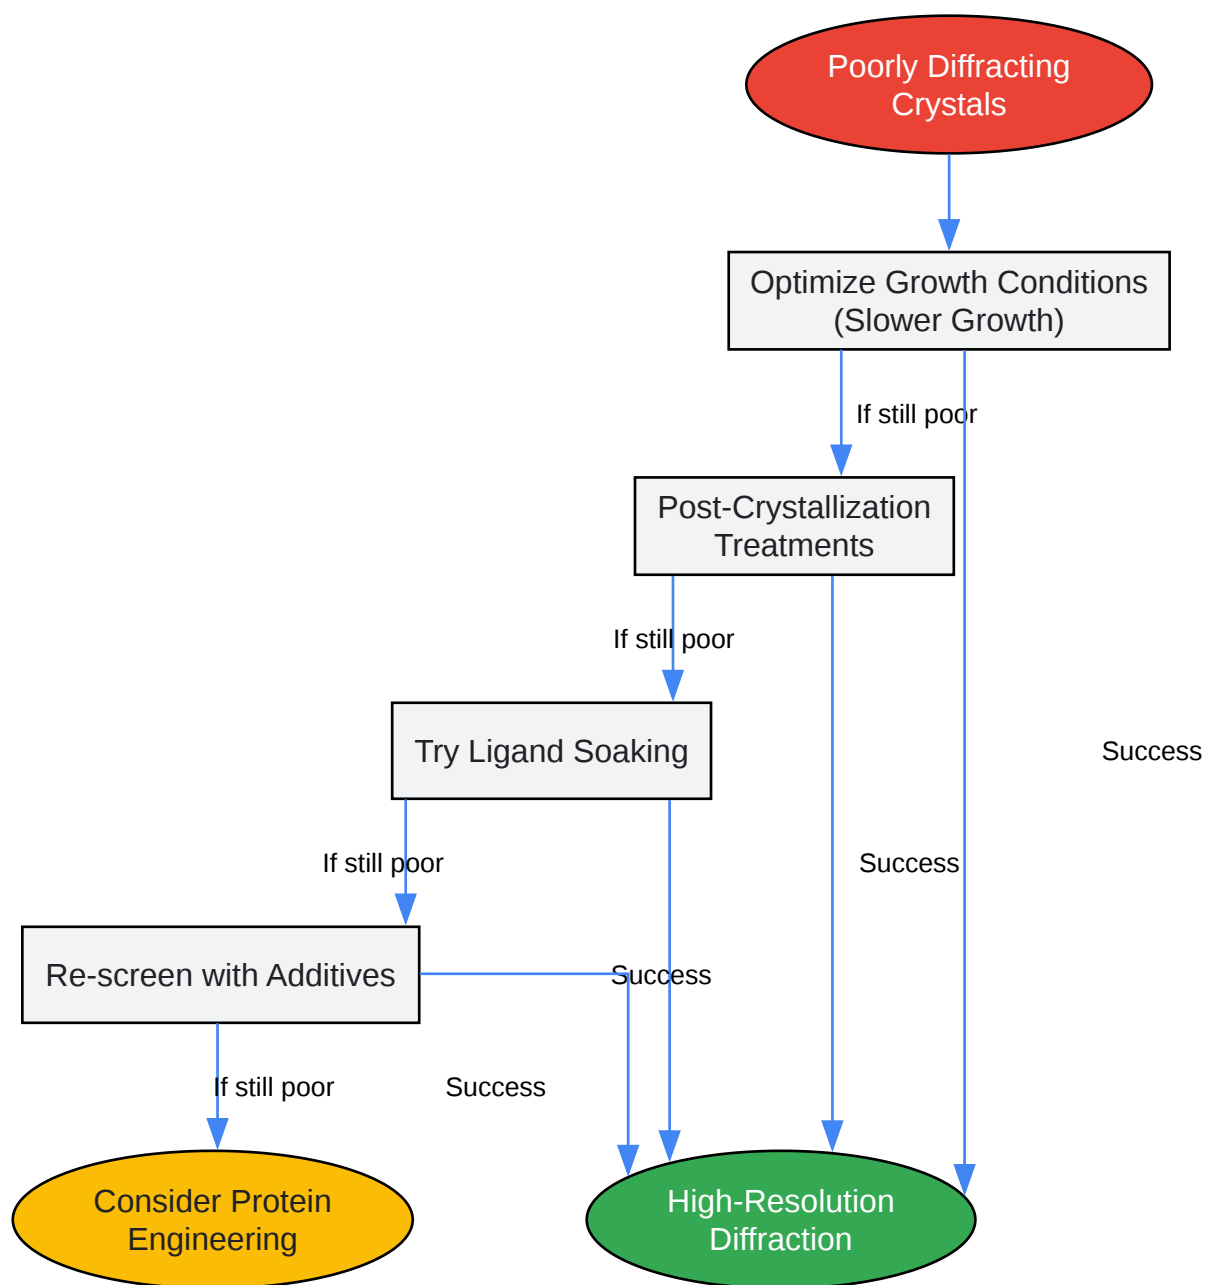 Poorly Diffracting
Crystals
Optimize Growth Conditions
(Slower Growth)
If still poor
Post-Crystallization
Treatments
If still poor
Try Ligand Soaking
Success
If still poor
Success
Re-screen with Additives
Success
If still poor
Success
Consider Protein
Engineering
High-Resolution
Diffraction